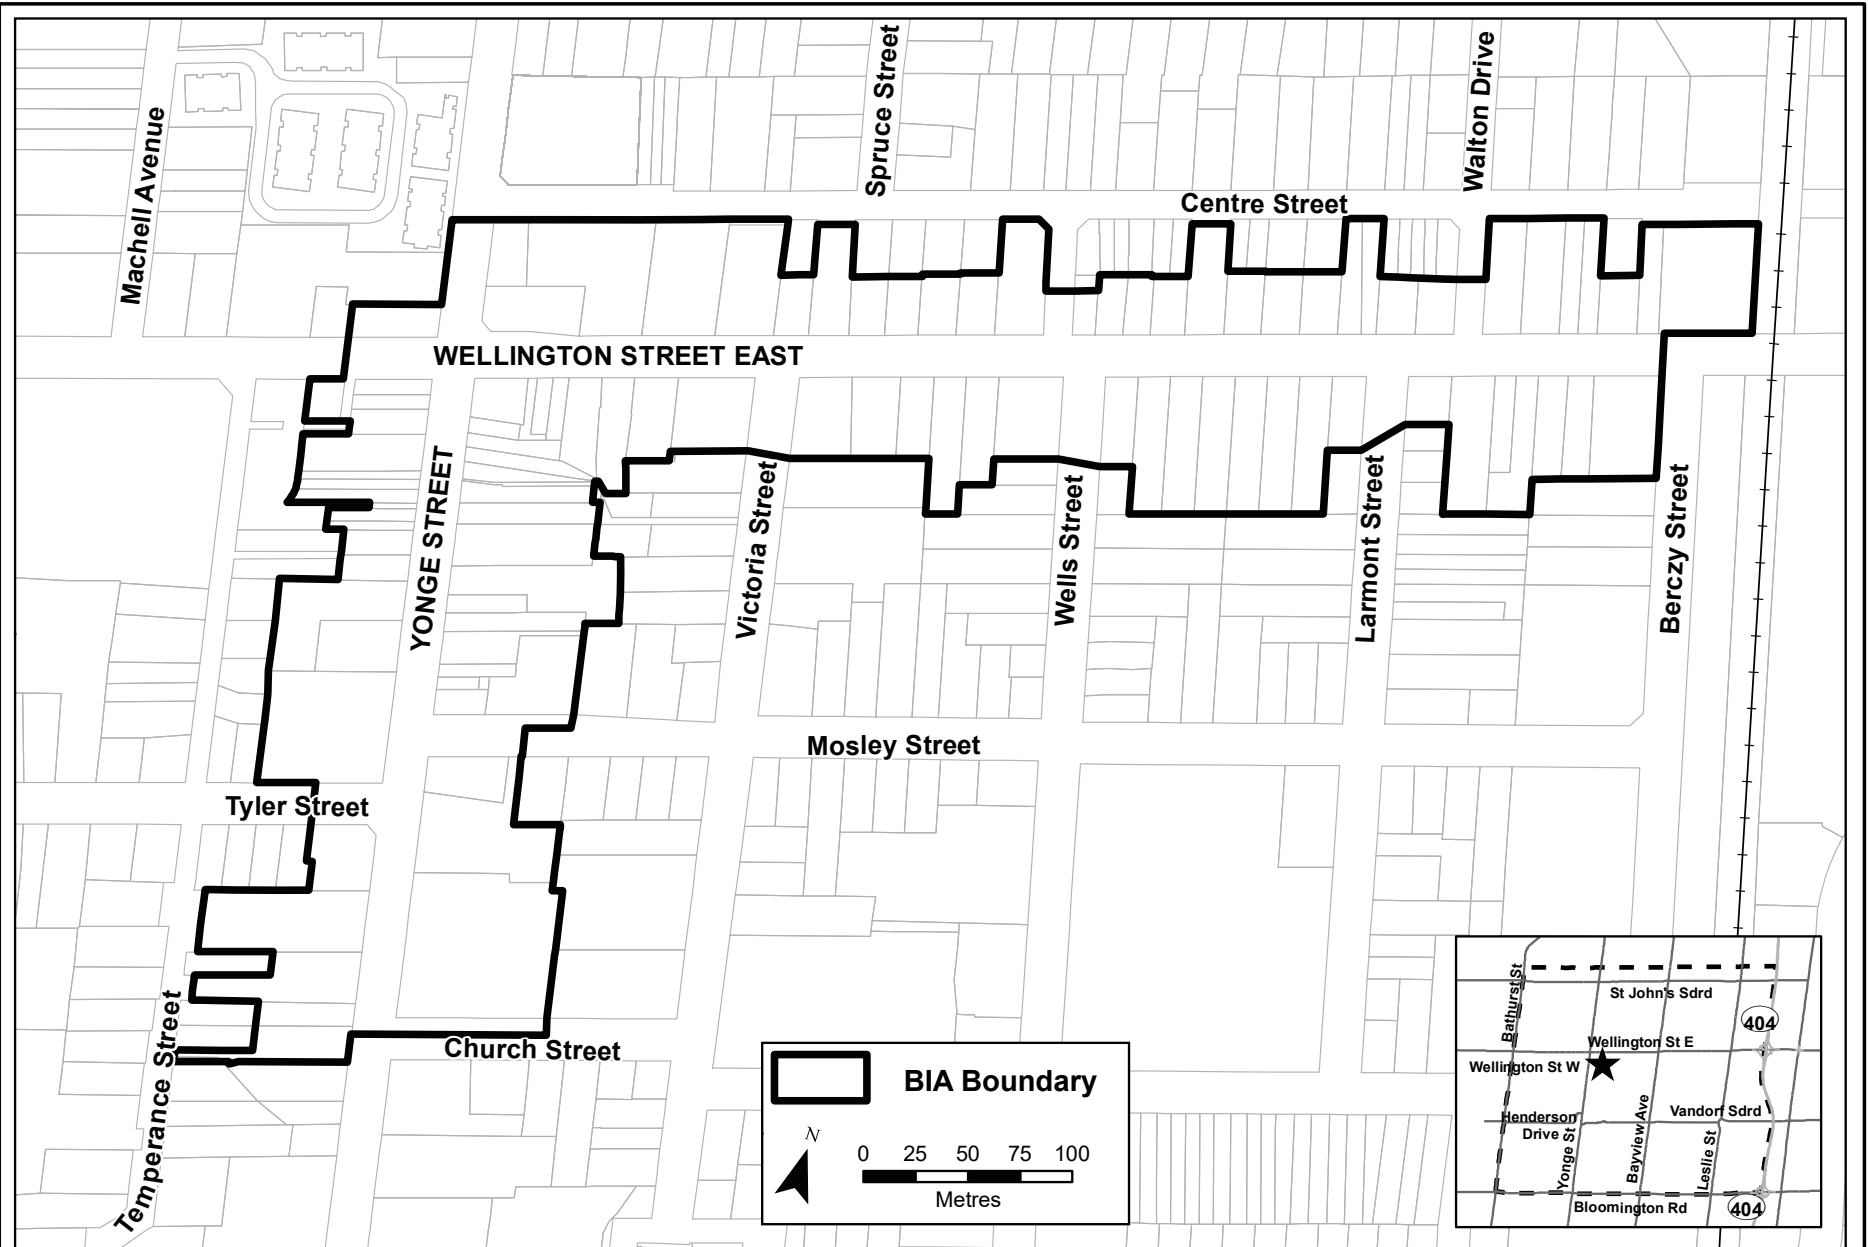 Spruce Street
Walton Drive
Machell Avenue
Centre Street
WELLINGTON STREET EAST
YONGE STREET
Victoria Street
Wells Street
Larmont Street
Berczy Street
Mosley Street
Tyler Street
Church Street
Temperance Street
BIA Boundary
N
0 25 50 75 100
Metres
Bathurst St
St John's Sdrd
404
Wellington St E
Wellington St W
Henderson
Drive
Vandorf Sdrd
Yonge St
Bayview Ave
Leslie St
Bloomington Rd
404